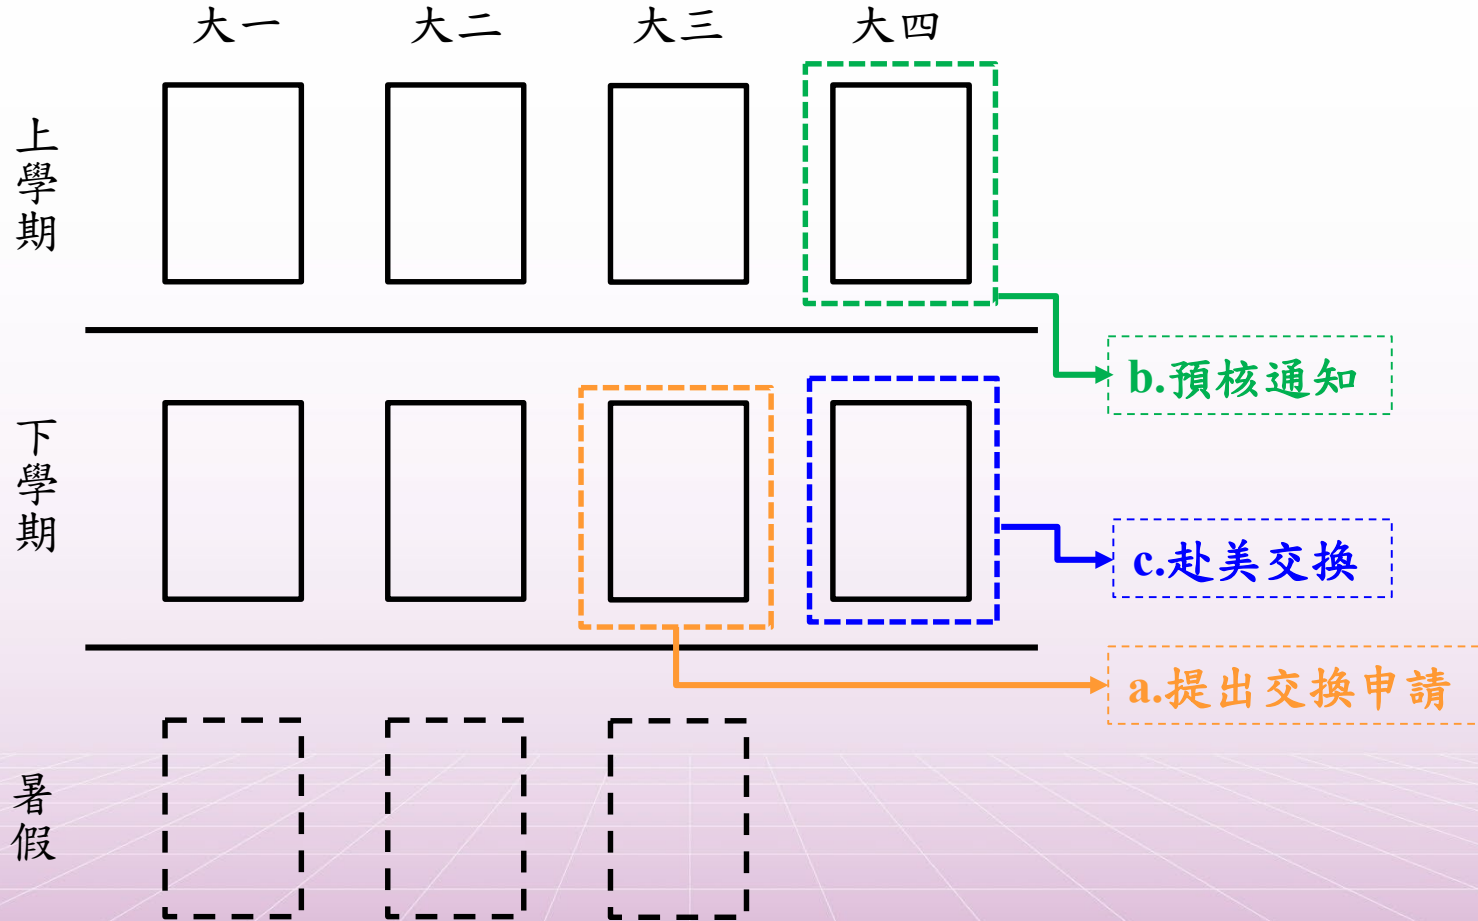 大一 大二 大三 大四
上學期
b.預核通知
下學期
c.赴美交換
a.提出交換申請
暑假